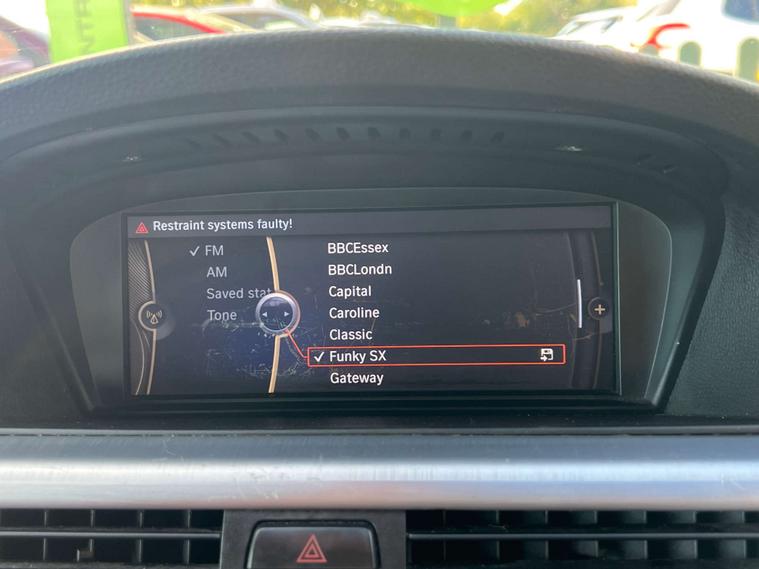 Restraint systems faulty!
FM
AM
Saved stat
Tone
BBCEssex
BBCLondn
Capital
Caroline
Classic
Funky SX
Gateway